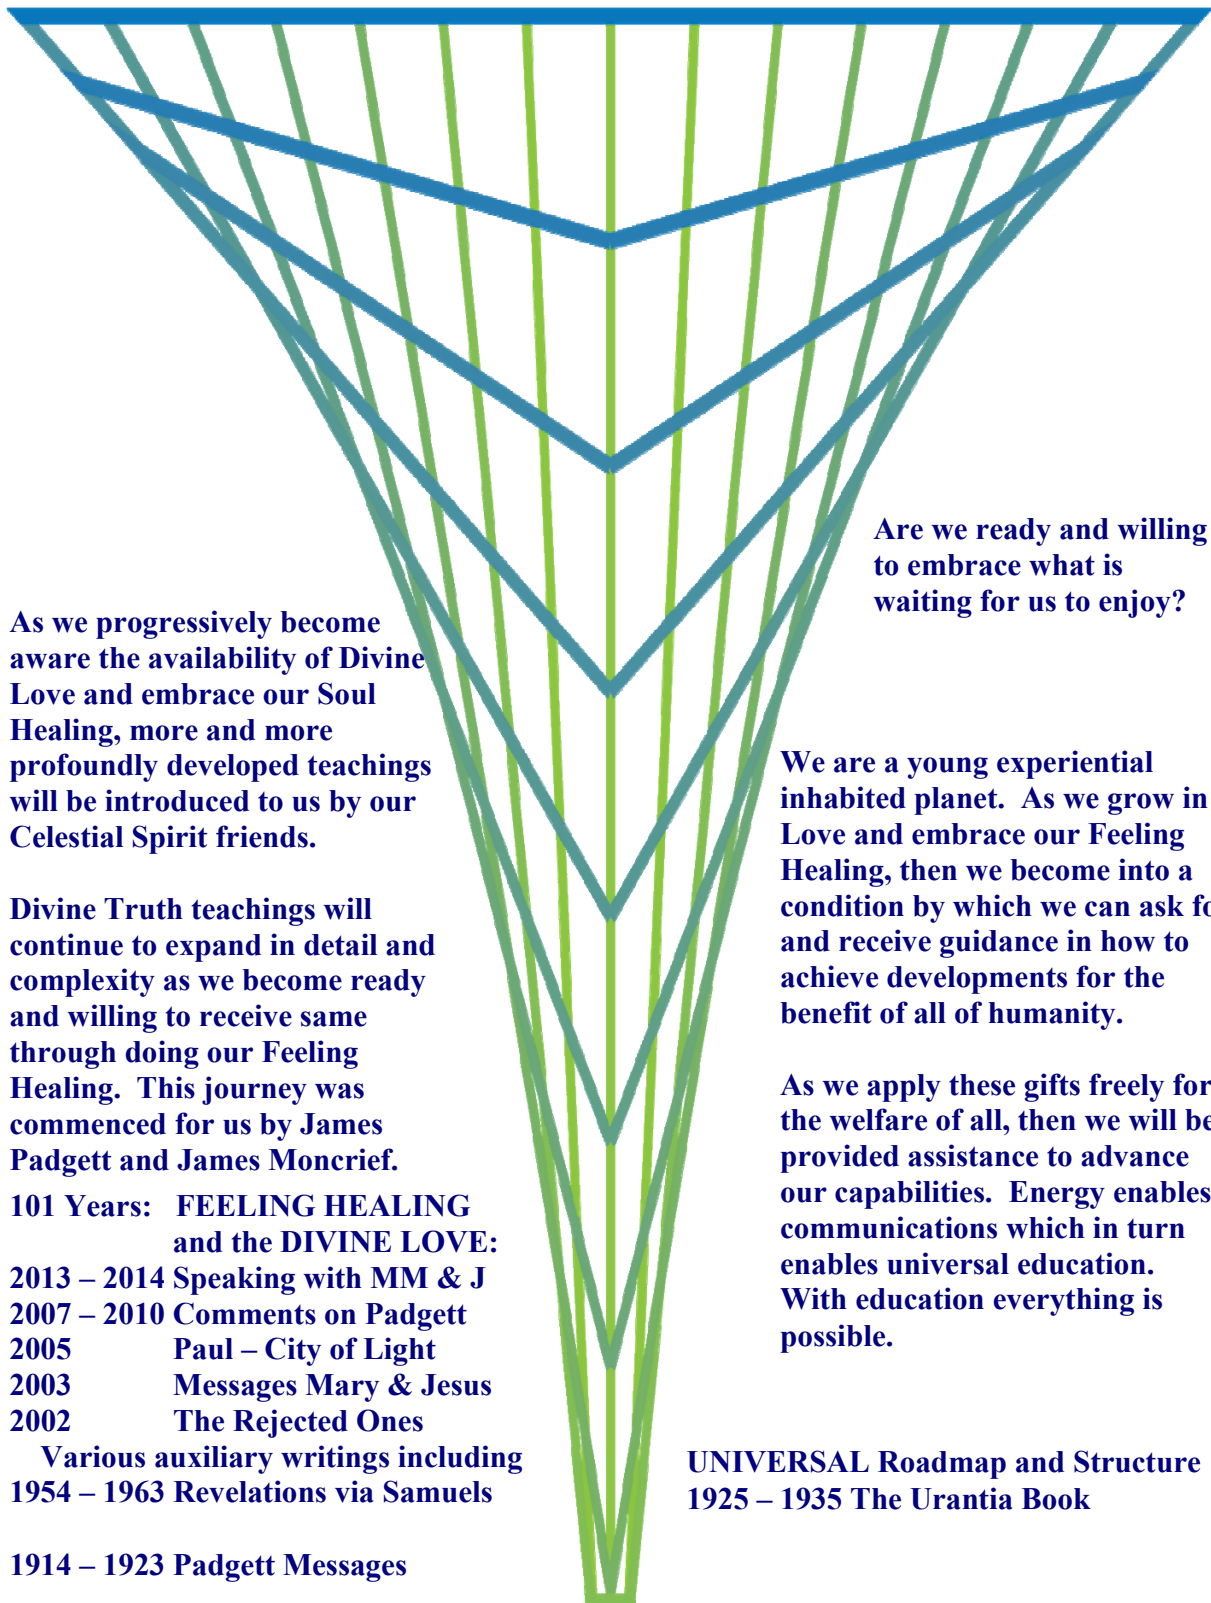 As we progressively become
aware the availability of Divine
Love and embrace our Soul
Healing, more and more
profoundly developed teachings
will be introduced to us by our
Celestial Spirit friends.
Divine Truth teachings will
continue to expand in detail and
complexity as we become ready
and willing to receive same
through doing our Feeling
Healing.  This journey was
commenced for us by James
Padgett and James Moncrief.
101 Years:   FEELING HEALING
and the DIVINE LOVE:
2013 – 2014 Speaking with MM & J
2007 – 2010 Comments on Padgett
2005 Paul – City of Light
2003 Messages Mary & Jesus
2002 The Rejected Ones
Various auxiliary writings including
1954 – 1963 Revelations via Samuels
1914 – 1923 Padgett Messages
Are we ready and willing
to embrace what is
waiting for us to enjoy?
We are a young experiential
inhabited planet.  As we grow in
Love and embrace our Feeling
Healing, then we become into a
condition by which we can ask fo
and receive guidance in how to
achieve developments for the
benefit of all of humanity.
As we apply these gifts freely for
the welfare of all, then we will be
provided assistance to advance
our capabilities.  Energy enables
communications which in turn
enables universal education.
With education everything is
possible.
UNIVERSAL Roadmap and Structure
1925 – 1935 The Urantia Book